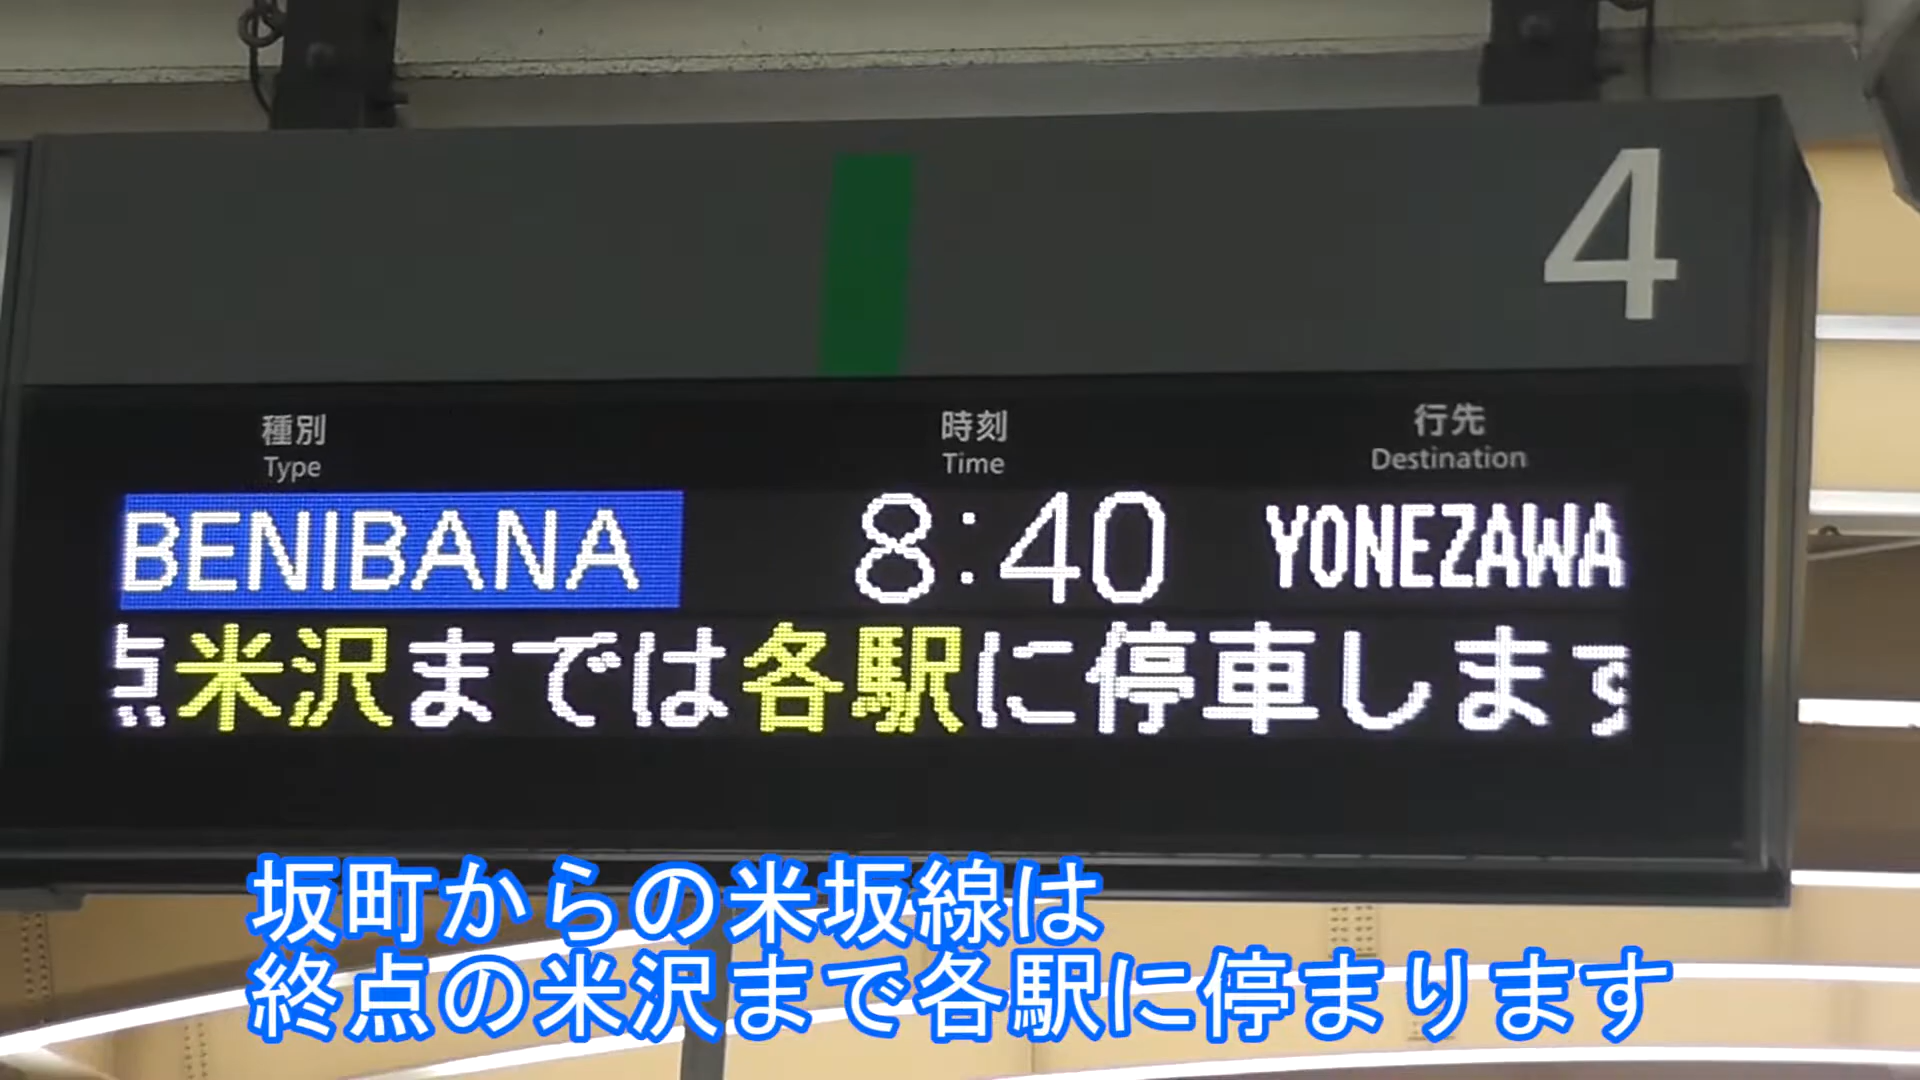 4
種別 時刻 行先
Type Time Destination
BENIBANA 8:40 YONEZAWA
点米沢までは各駅に停車します
坂町からの米坂線は
終点の米沢まで各駅に停まります